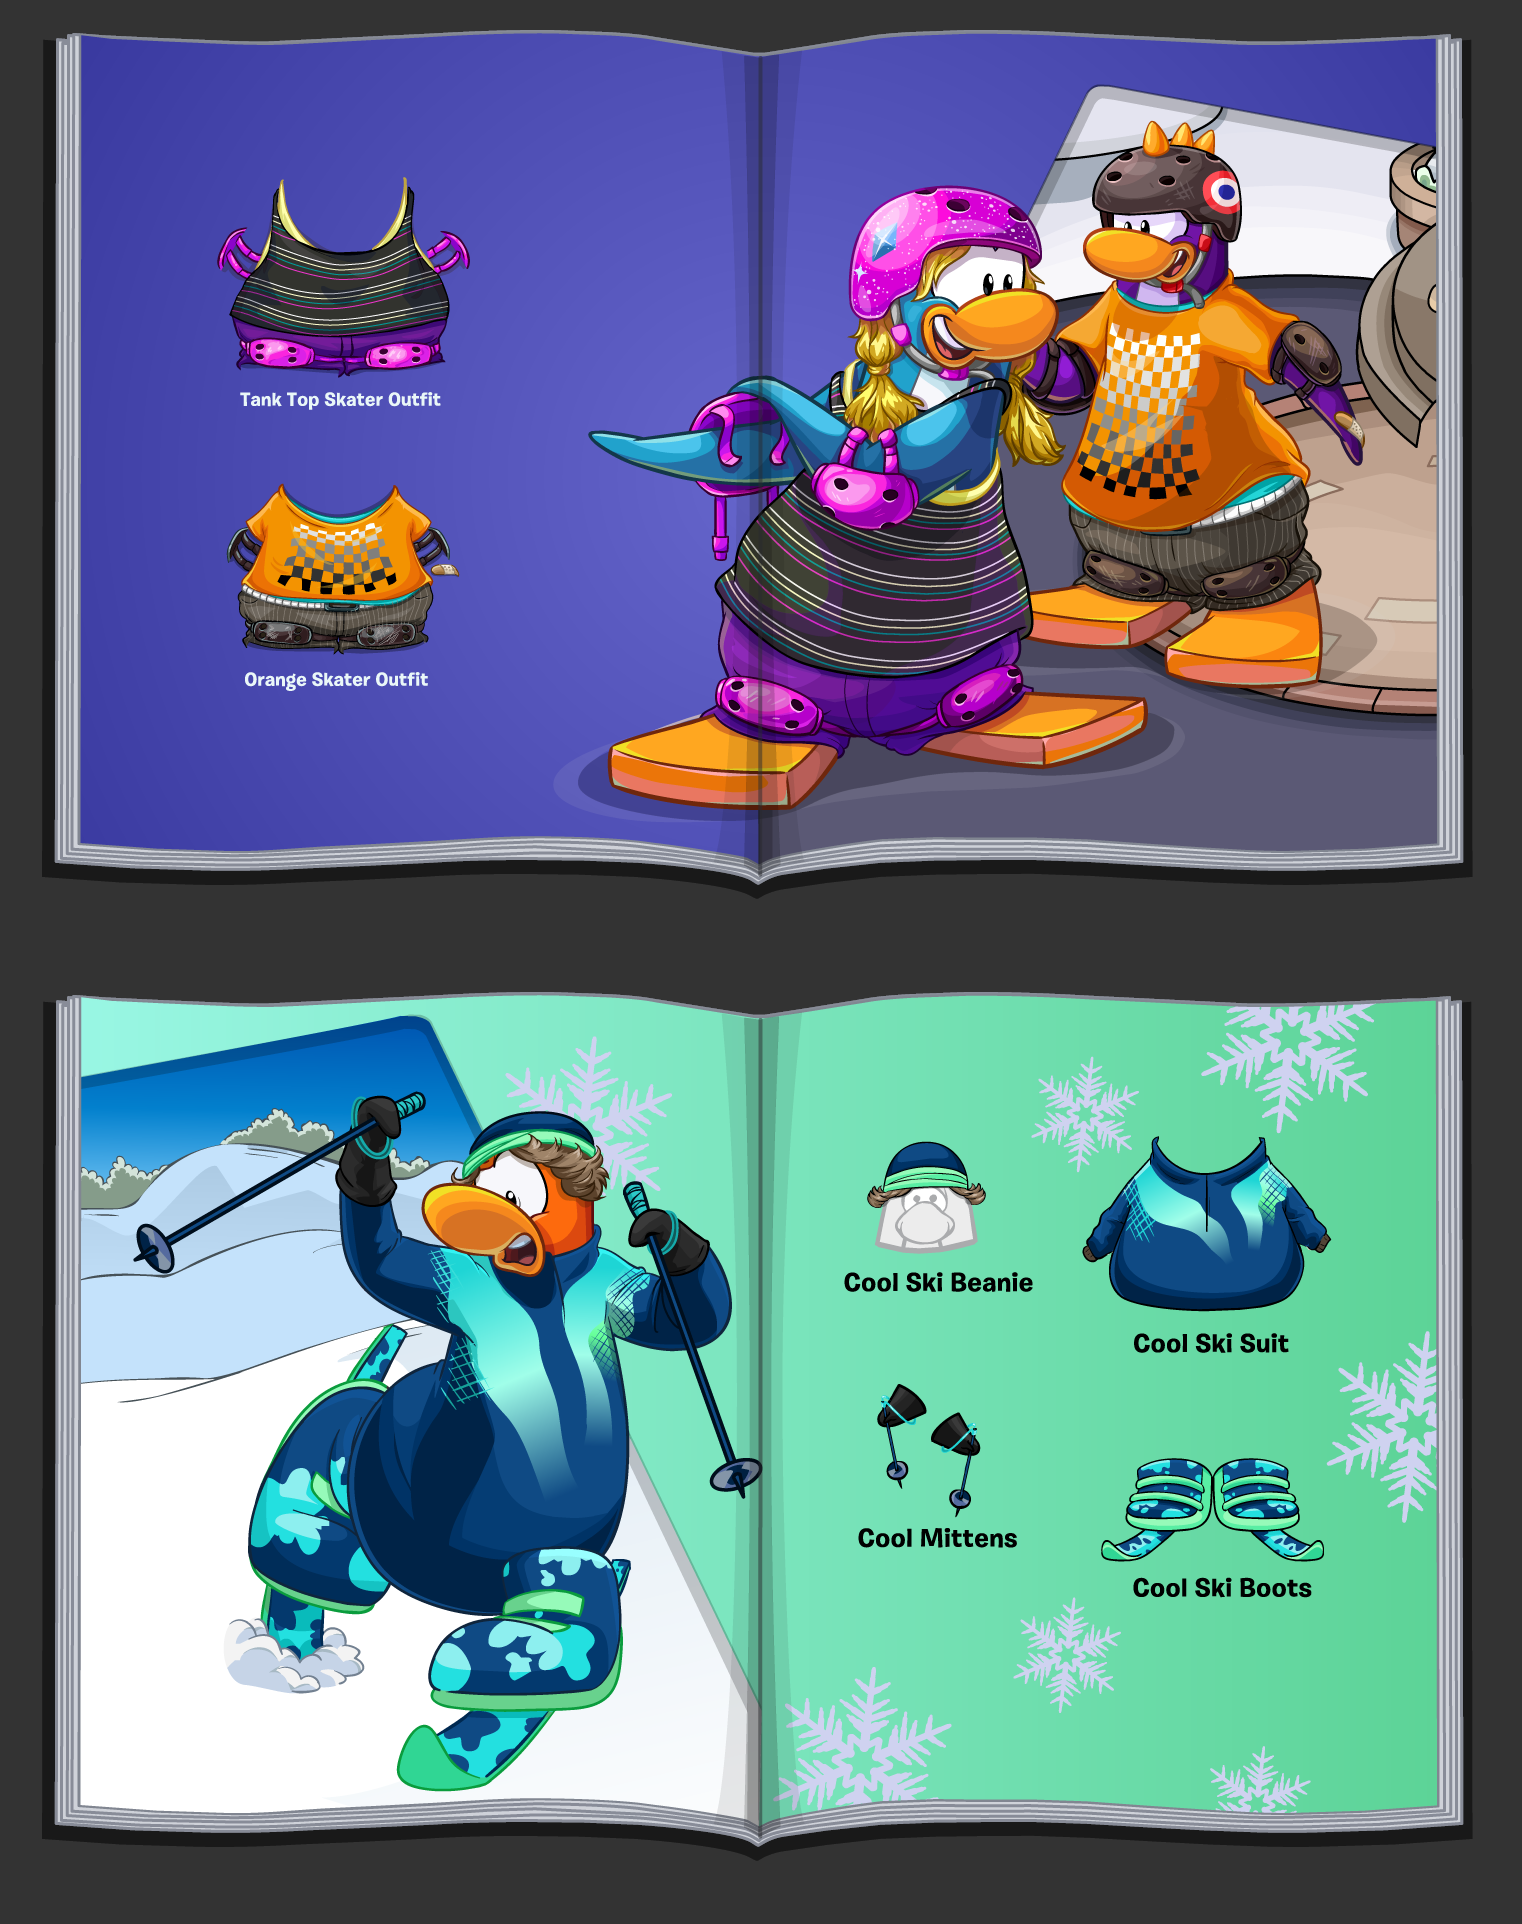 Tank Top Skater Outfit
Orange Skater Outfit
Cool Ski Beanie
Cool Ski Suit
Cool Mittens
Cool Ski Boots